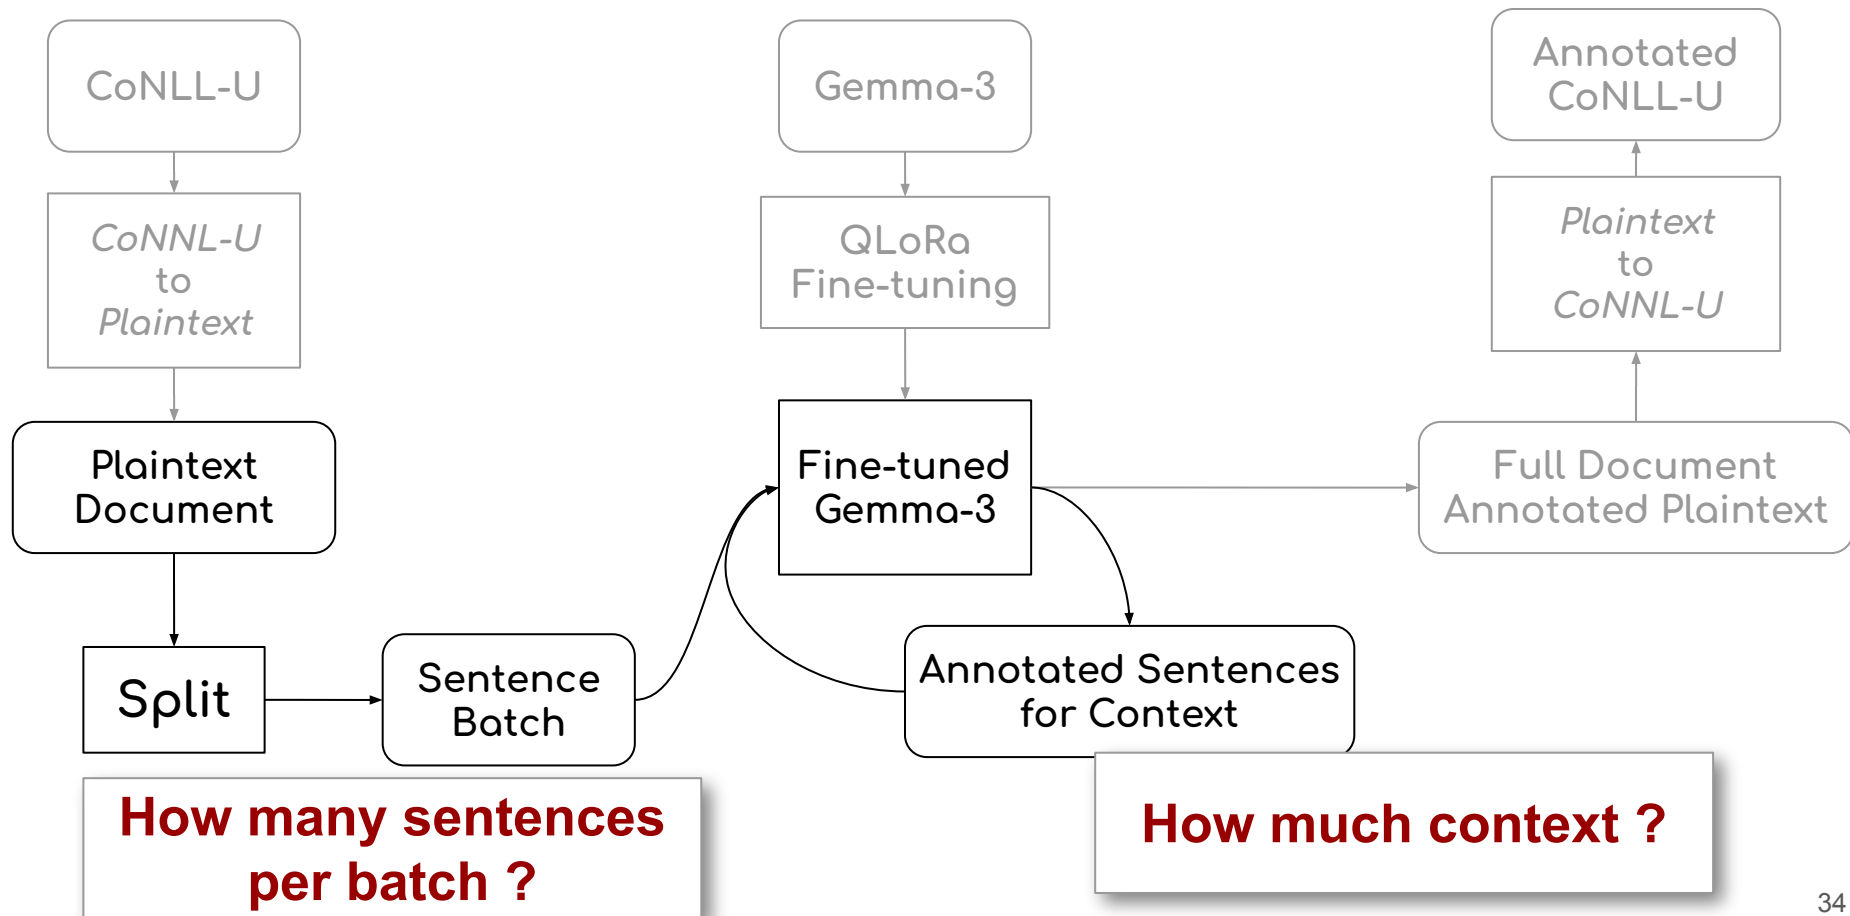 CoNLL-U
CoNNL-U
to
Plaintext
Plaintext
Document
Split
Sentence
Batch
How many sentences
per batch ?
Gemma-3
QLoRa
Fine-tuning
Fine-tuned
Gemma-3
Annotated Sentences
for Context
How much context ?
Annotated
CoNLL-U
Plaintext
to
CoNNL-U
Full Document
Annotated Plaintext
34